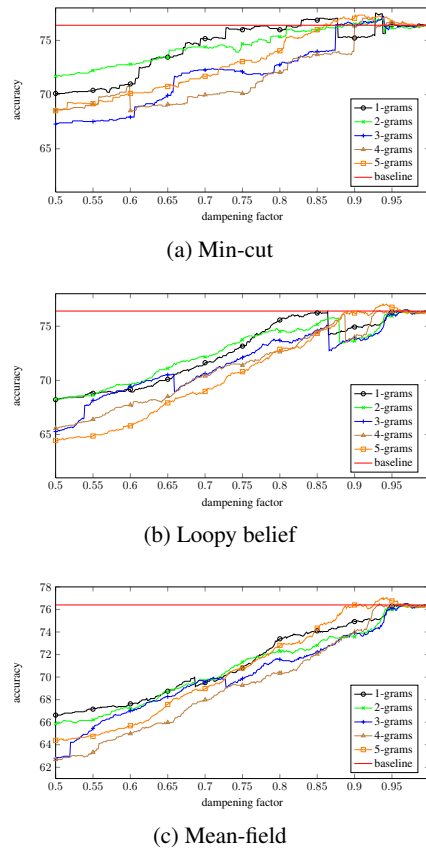 75
70
65
accuracy
0.5 0.55 0.6 0.65 0.7 0.75 0.8 0.85 0.9 0.95
dampening factor
1-grams
2-grams
3-grams
4-grams
5-grams
baseline
(a) Min-cut
75
70
65
accuracy
0.5 0.55 0.6 0.65 0.7 0.75 0.8 0.85 0.9 0.95
dampening factor
1-grams
2-grams
3-grams
4-grams
5-grams
baseline
(b) Loopy belief
78
76
74
72
70
68
66
64
62
accuracy
0.5 0.55 0.6 0.65 0.7 0.75 0.8 0.85 0.9 0.95
dampening factor
1-grams
2-grams
3-grams
4-grams
5-grams
baseline
(c) Mean-field